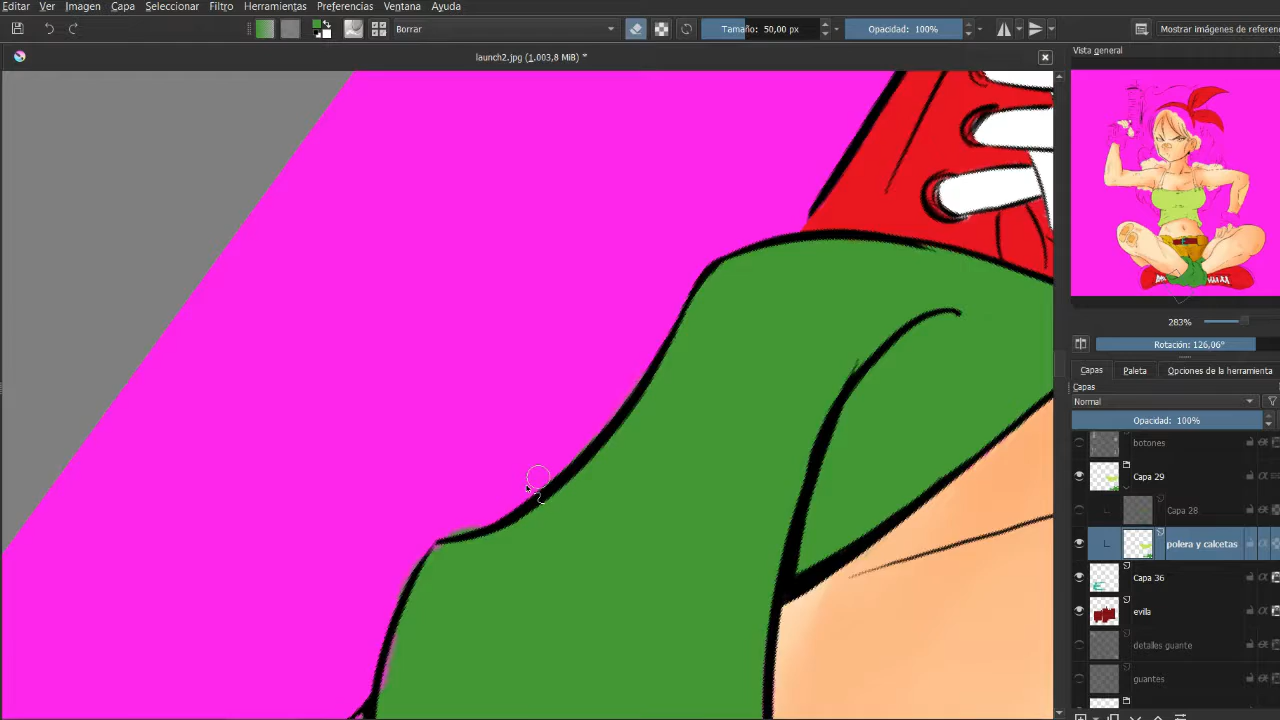 Editar Ver Imagen Capa Seleccionar Filtro Herramientas Preferencias Ventana Ayuda
Borrar Tamaño: 50,00 px Opacidad: 100% Mostrar imágenes de
launch2.jpg (1.003,8 MiB) *
Vista general
283%
Rotación: 126,06°
Capas Paleta Opciones de la herramienta
Capas
Normal
Opacidad: 100%
botones
Capa 29
Capa 28
polera y calcetas
Capa 36
evilla
detalles guante
guantes